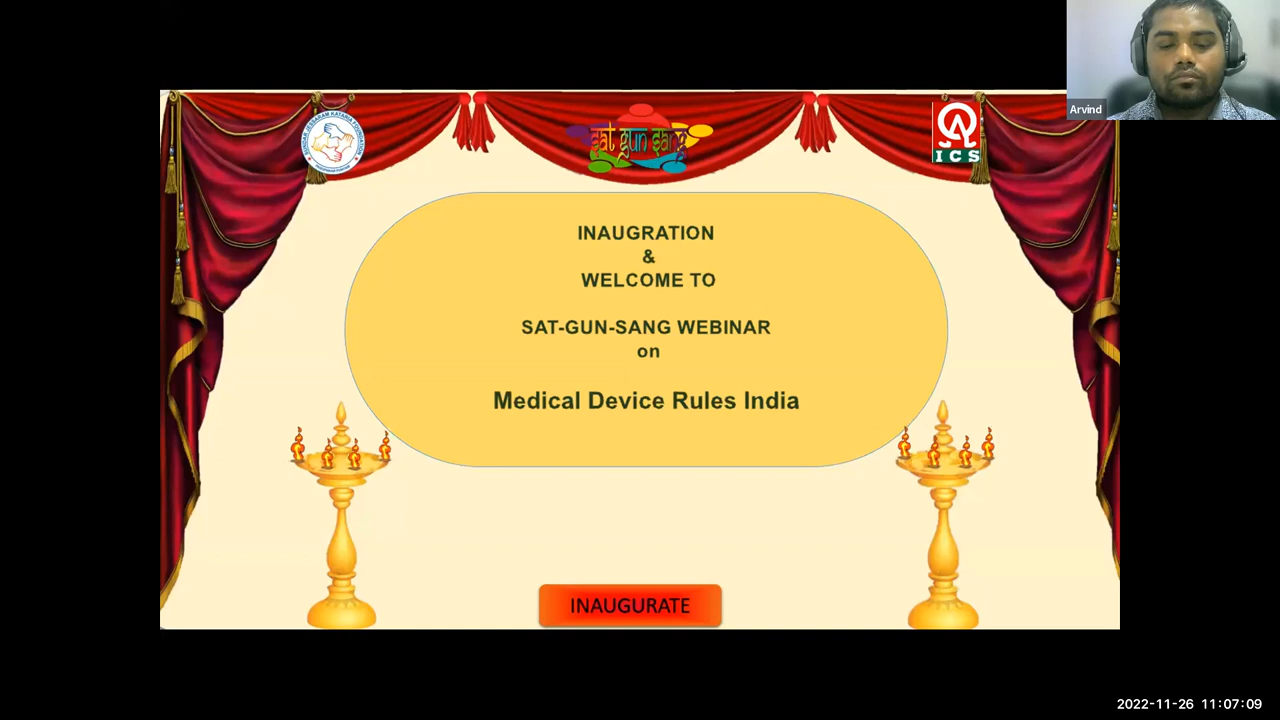 Arvind
sat gun sang
ICS
INAUGRATION
&
WELCOME TO
SAT-GUN-SANG WEBINAR
on
Medical Device Rules India
INAUGURATE
2022-11-26 11:07:09